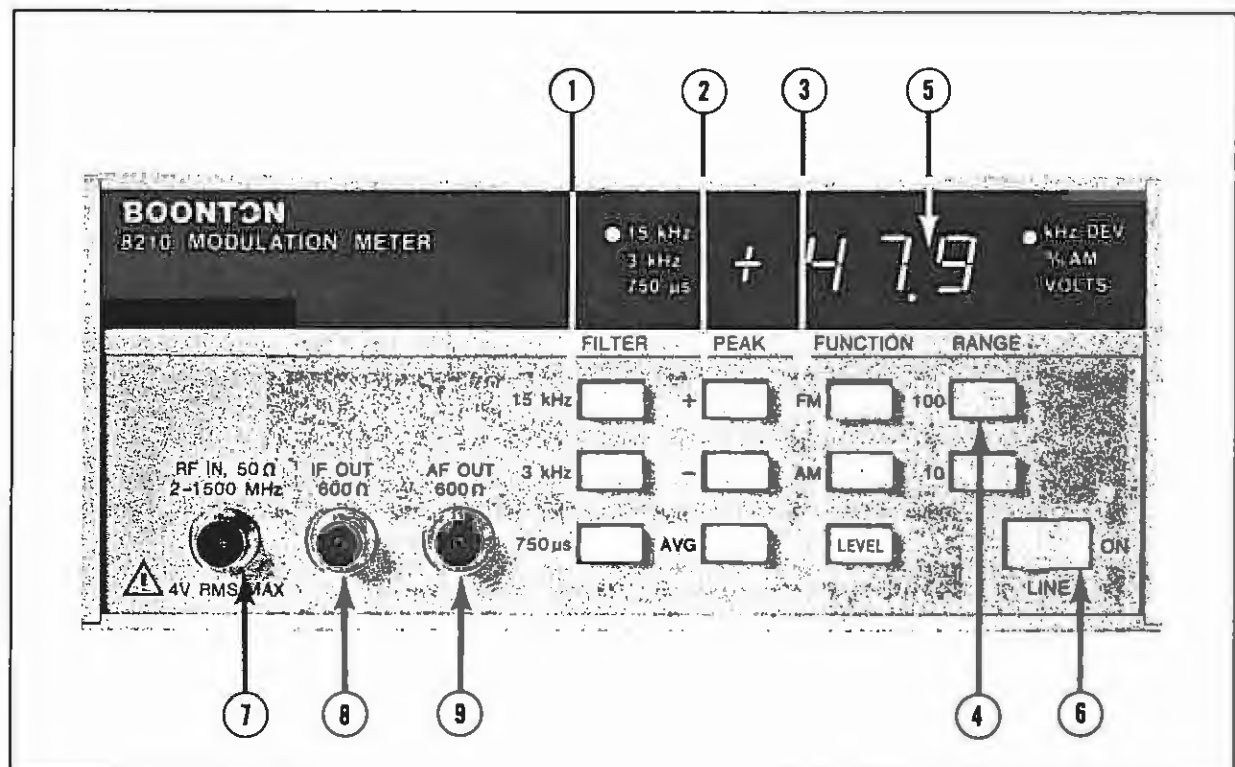 1 2 3 5
BOONTON
8210 MODULATION METER
15 kHz
3 kHz
750 µs
+ 47.9
kHz DEV
% AM
VOLTS
FILTER PEAK FUNCTION RANGE
15 kHz + FM 100
3 kHz - AM 10
750µs AVG LEVEL ON
LINE
RF IN, 50Ω
2-1500 MHz
IF OUT
600Ω
AF OUT
600Ω
4V RMS MAX
7 8 9 4 6